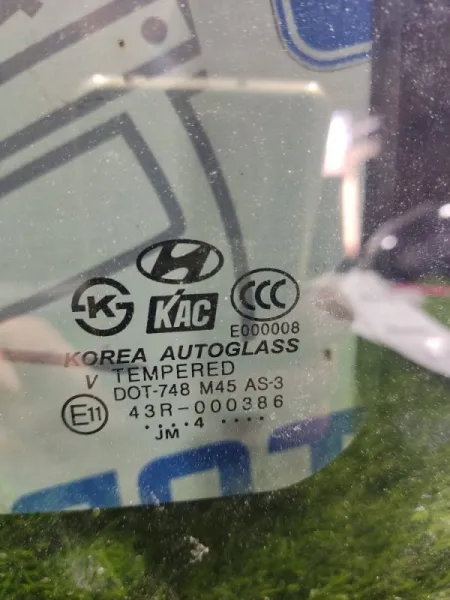 KAC
CCC
E000008
KOREA AUTOGLASS
V TEMPERED
DOT-748 M45 AS-3
E11 43R-000386
....4 ....
JM